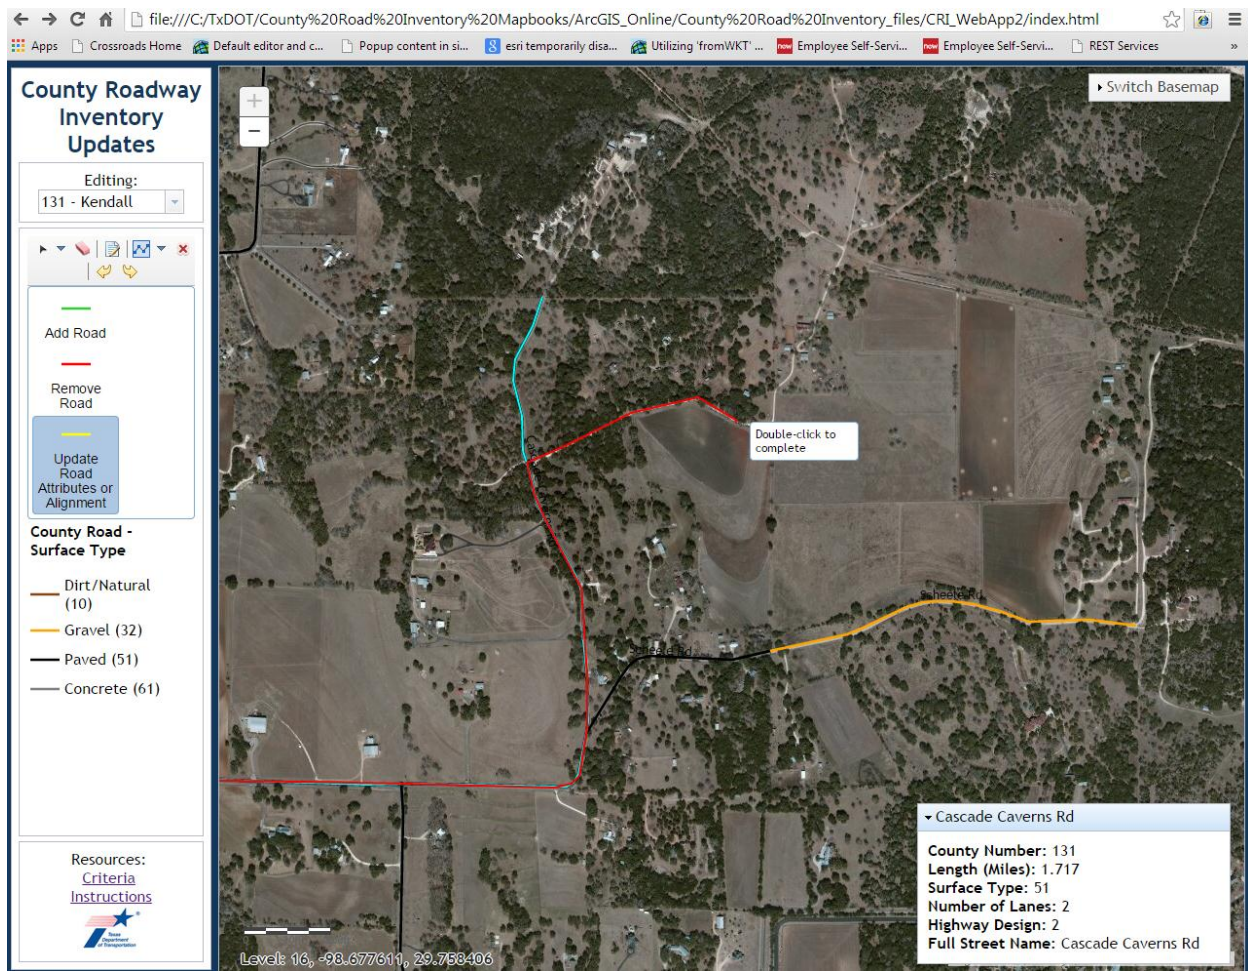 file:///C:/TxDOT/County%20Road%20Inventory%20Mapbooks/ArcGIS_Online/County%20Road%20Inventory_files/CRI_WebApp2/index.html
Apps Crossroads Home Default editor and c... Popup content in si... esri temporarily disa... Utilizing 'fromWKT' ... Employee Self-Servi... Employee Self-Servi... REST Services »
County Roadway
Inventory
Updates
Editing:
131 - Kendall
Add Road
Remove
Road
Update
Road
Attributes or
Alignment
County Road -
Surface Type
Dirt/Natural
(10)
Gravel (32)
Paved (51)
Concrete (61)
Resources:
Criteria
Instructions
Texas
Department
of Transportation
+
−
Switch Basemap
Double-click to
complete
Scheele Rd
Scheele Rd
Cascade Caverns Rd
County Number: 131
Length (Miles): 1.717
Surface Type: 51
Number of Lanes: 2
Highway Design: 2
Full Street Name: Cascade Caverns Rd
Level: 16, -98.677611, 29.758406